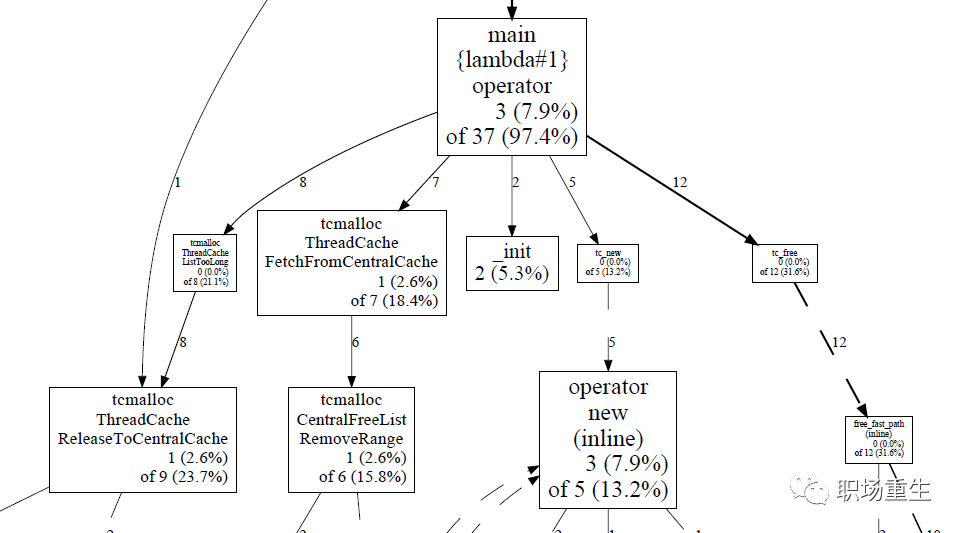 main
{lambda#1}
operator
3 (7.9%)
of 37 (97.4%)
1
8
7
2
5
12
tcmalloc
ThreadCache
ListTooLong
0 (0.0%)
of 8 (21.1%)
tcmalloc
ThreadCache
FetchFromCentralCache
1 (2.6%)
of 7 (18.4%)
_init
2 (5.3%)
tc_new
0 (0.0%)
of 5 (13.2%)
tc_free
0 (0.0%)
of 12 (31.6%)
8
6
5
12
tcmalloc
ThreadCache
ReleaseToCentralCache
1 (2.6%)
of 9 (23.7%)
tcmalloc
CentralFreeList
RemoveRange
1 (2.6%)
of 6 (15.8%)
operator
new
(inline)
3 (7.9%)
of 5 (13.2%)
free_fast_path
(inline)
0 (0.0%)
of 12 (31.6%)
职场重生